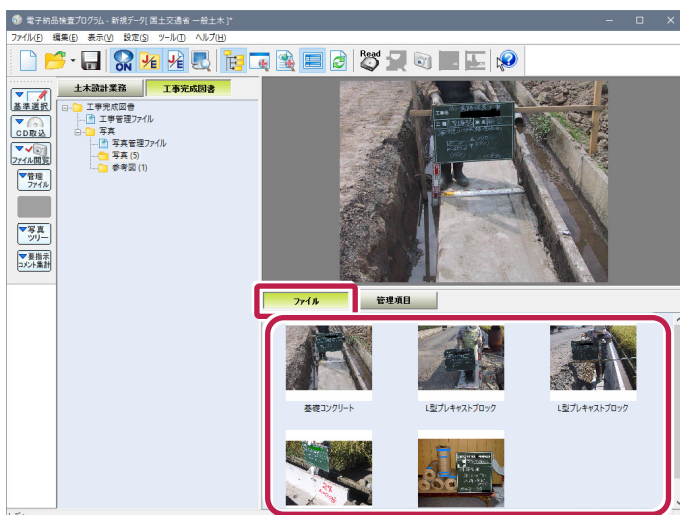 電子納品検査プログラム - 新規データ[ 国土交通省 一般土木 ]*
ファイル(F) 編集(E) 表示(V) 設定(S) ツール(T) ヘルプ(H)
ON
Read
土木設計業務 工事完成図書
基準選択
CD取込
ファイル閲覧
管理
ファイル
写真
ツリー
要指示
コメント集計
工事完成図書
工事管理ファイル
写真
写真管理ファイル
写真 (5)
参考図 (1)
工事名
工種
ファイル 管理項目
基礎コンクリート L型プレキャストブロック L型プレキャストブロック